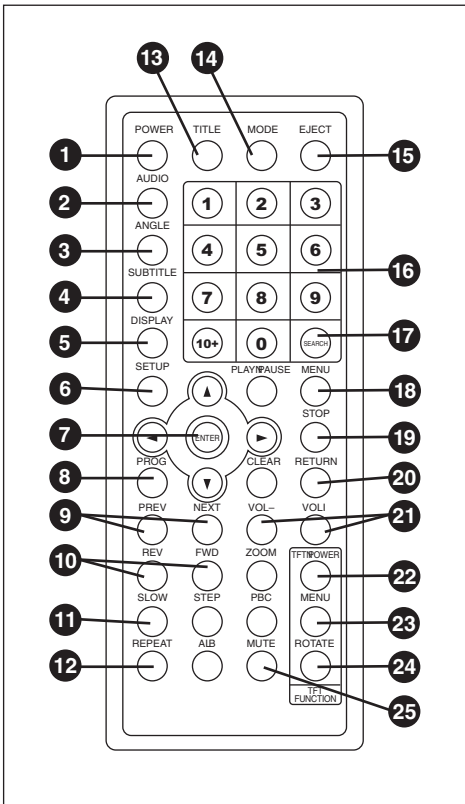 13 14
POWER TITLE MODE EJECT
1 15
AUDIO
2 1 2 3
ANGLE
3 4 5 6
16
SUBTITLE
4 7 8 9
DISPLAY
5 10+ 0 SEARCH 17
SETUP PLAY\PAUSE MENU
6 18
STOP
7 ENTER 19
PROG CLEAR RETURN
8 20
PREV NEXT VOL– VOLI
9 21
REV FWD ZOOM TFT\POWER
10 22
SLOW STEP PBC MENU
11 23
REPEAT AIB MUTE ROTATE
12 24
TFT
FUNCTION
25